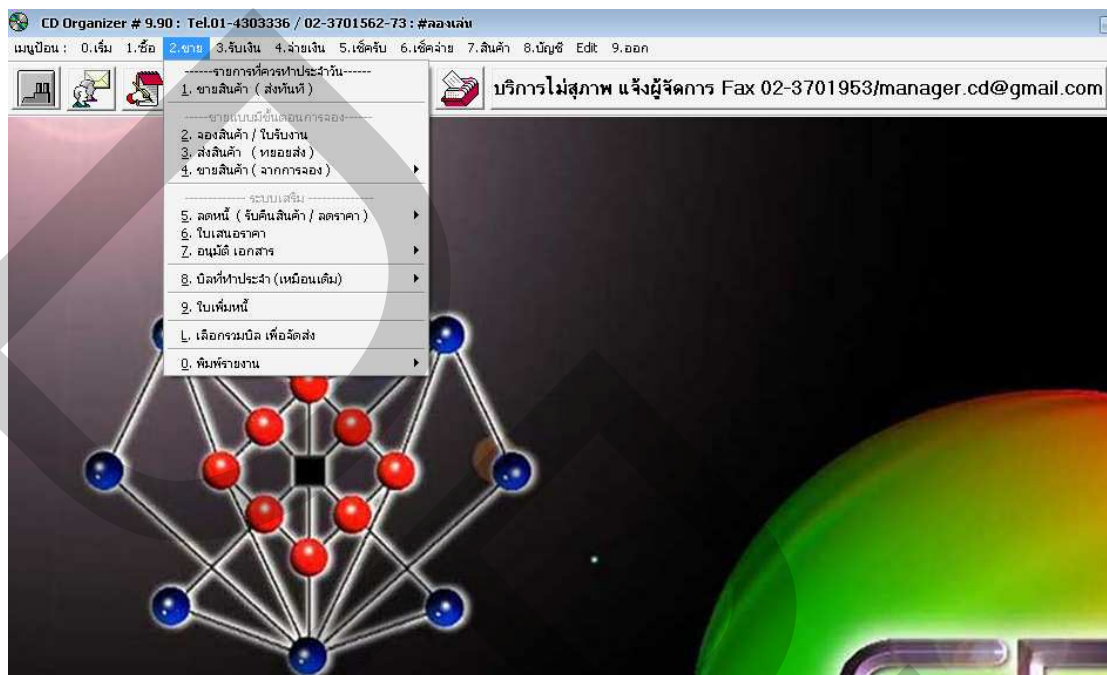 CD Organizer # 9.90 : Tel.01-4303336 / 02-3701562-73 : #ลองเล่น
เมนูป้อน : 0.เริ่ม 1.ซื้อ 2.ขาย 3.รับเงิน 4.จ่ายเงิน 5.เช็ครับ 6.เช็คจ่าย 7.สินค้า 8.บัญชี Edit 9.ออก
บริการไม่สุภาพ แจ้งผู้จัดการ Fax 02-3701953/manager.cd@gmail.com
------รายการที่ควรทำประจำวัน------
1. ขายสินค้า ( ส่งทันที )
-----ขายแบบมีขั้นตอนการจอง-----
2. จองสินค้า / ใบรับงาน
3. ส่งสินค้า ( ทยอยส่ง )
4. ขายสินค้า ( จากการจอง )
--------------- ระบบเสริม ---------------
5. ลดหนี้ ( รับคืนสินค้า / ลดราคา )
6. ใบเสนอราคา
7. อนุมัติ เอกสาร
8. บิลที่ทำประจำ (เหมือนเดิม)
9. ใบเพิ่มหนี้
L. เลือกรวมบิล เพื่อจัดส่ง
0. พิมพ์รายงาน